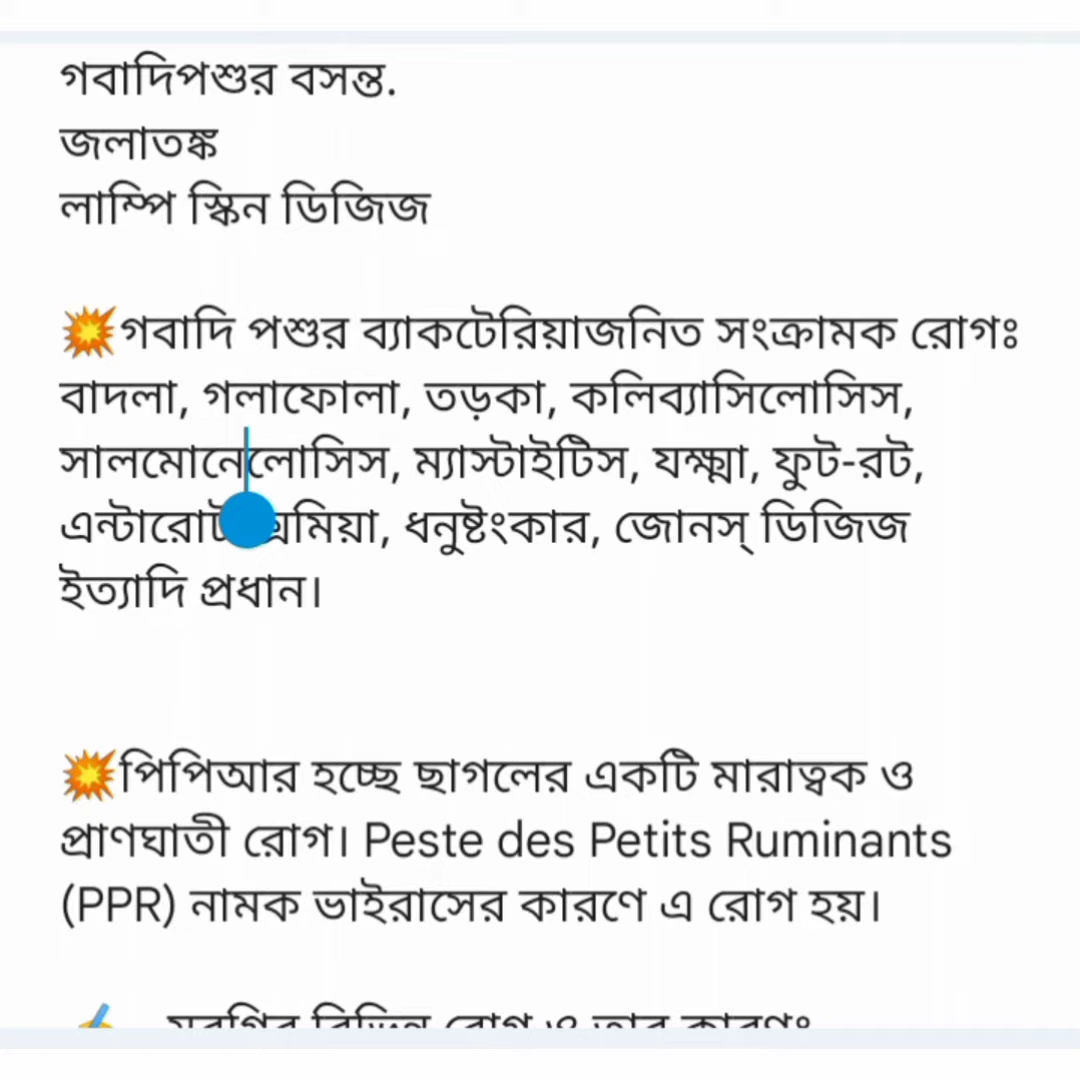 গবাদিপশুর বসন্ত.
জলাতঙ্ক
লাম্পি স্কিন ডিজিজ
💥গবাদি পশুর ব্যাকটেরিয়াজনিত সংক্রামক রোগঃ
বাদলা, গলাফোলা, তড়কা, কলিব্যাসিলোসিস,
সালমোনেলোসিস, ম্যাস্টাইটিস, যক্ষ্মা, ফুট-রট,
ধনুষ্টংকার, জোনস্ ডিজিজ
ইত্যাদি প্রধান।
💥পিপিআর হচ্ছে ছাগলের একটি মারাত্বক ও
প্রাণঘাতী রোগ। Peste des Petits Ruminants
(PPR) নামক ভাইরাসের কারণে এ রোগ হয়।